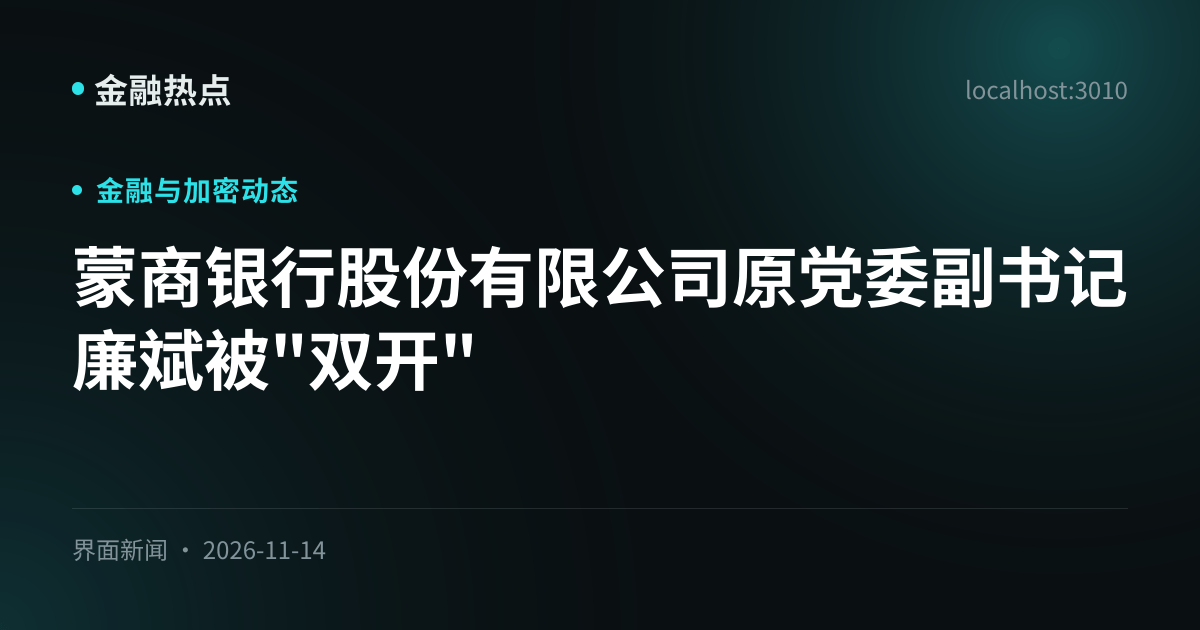 金融热点
localhost:3010
金融与加密动态
蒙商银行股份有限公司原党委副书记
廉斌被"双开"
界面新闻 · 2026-11-14